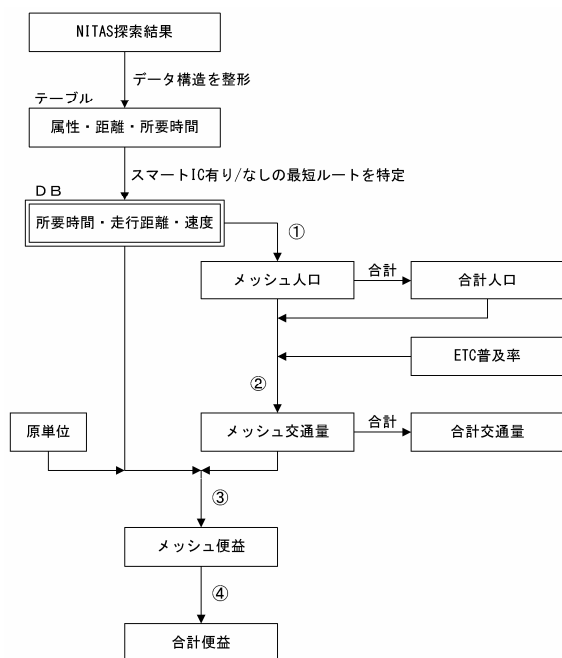 NITAS探索結果
データ構造を整形
テーブル
属性・距離・所要時間
スマートIC有り/なしの最短ルートを特定
ＤＢ
所要時間・走行距離・速度
①
メッシュ人口
合計
合計人口
ETC普及率
②
原単位
メッシュ交通量
合計
合計交通量
③
メッシュ便益
④
合計便益